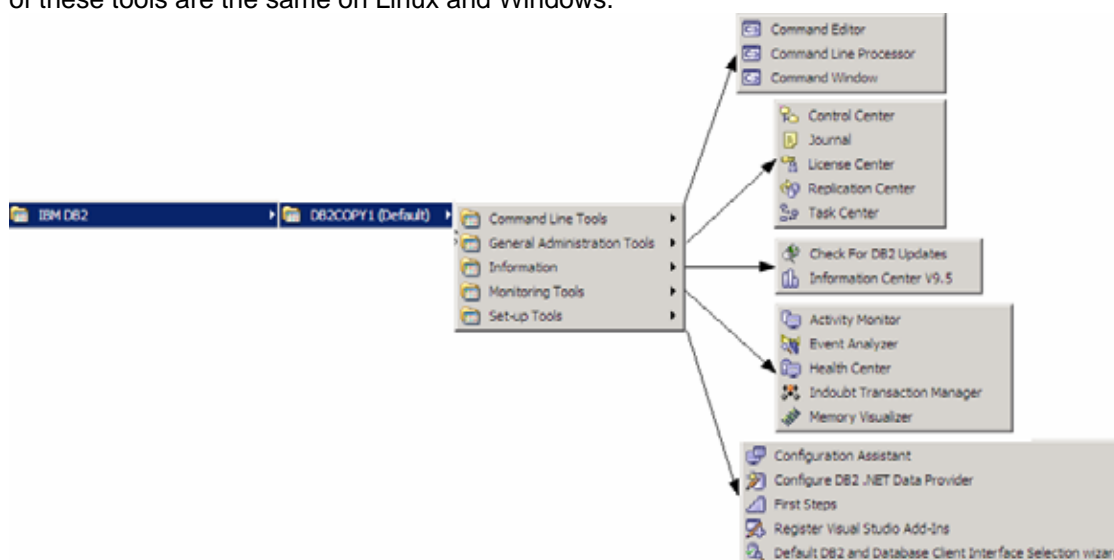 of these tools are the same on Linux and Windows.
Command Editor
Command Line Processor
Command Window
Control Center
Journal
License Center
Replication Center
Task Center
IBM DB2
DB2COPY1 (Default)
Command Line Tools
General Administration Tools
Information
Monitoring Tools
Set-up Tools
Check For DB2 Updates
Information Center V9.5
Activity Monitor
Event Analyzer
Health Center
Indoubt Transaction Manager
Memory Visualizer
Configuration Assistant
Configure DB2 .NET Data Provider
First Steps
Register Visual Studio Add-Ins
Default DB2 and Database Client Interface Selection